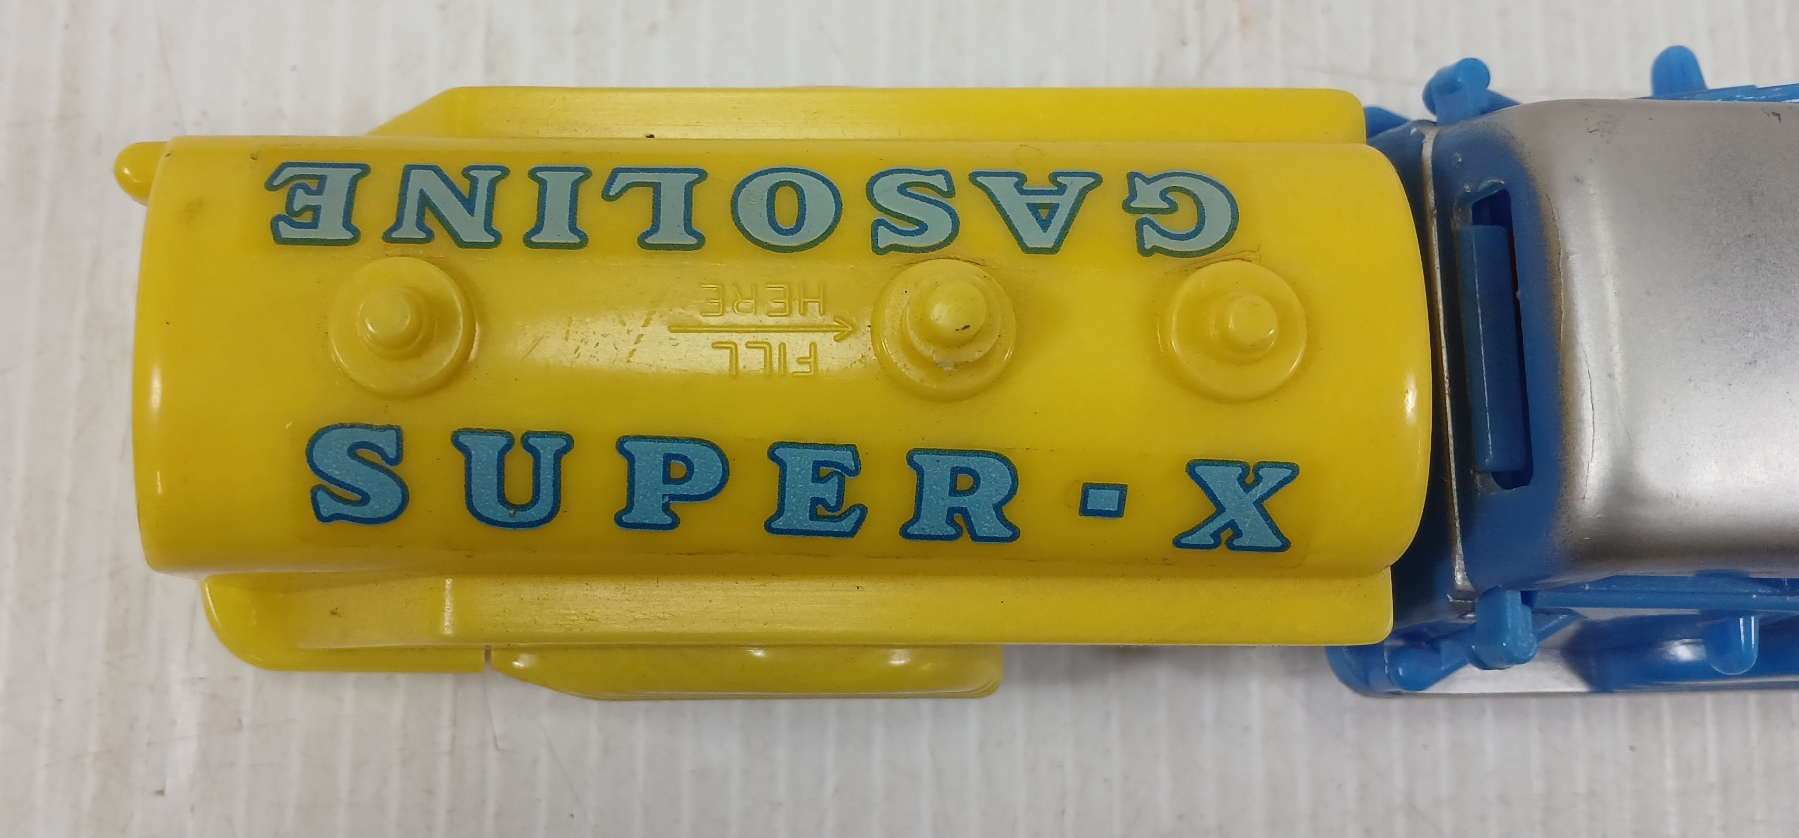 GASOLINE
FILL
HERE
SUPER-X